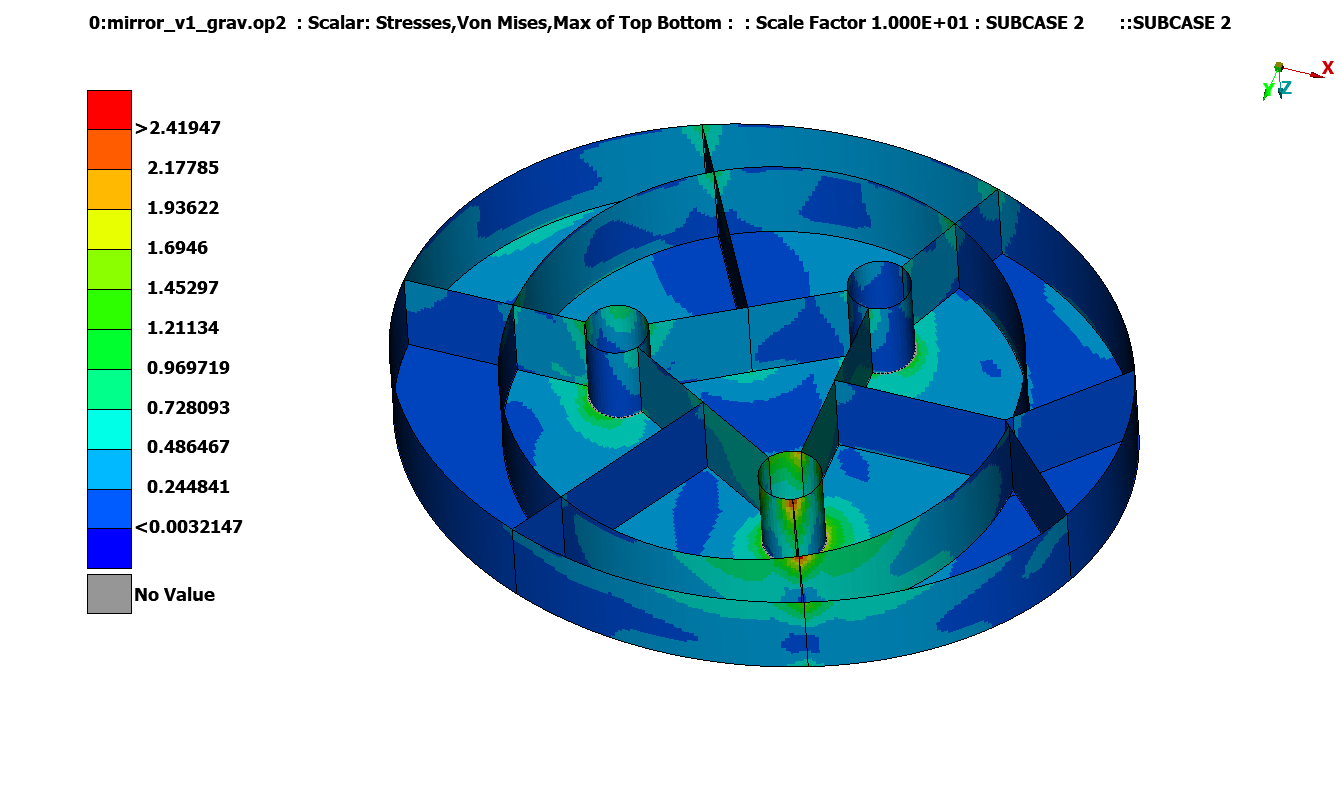 0:mirror_v1_grav.op2 : Scalar: Stresses,Von Mises,Max of Top Bottom : : Scale Factor 1.000E+01 : SUBCASE 2 ::SUBCASE 2
X
Y Z
>2.41947
2.17785
1.93622
1.6946
1.45297
1.21134
0.969719
0.728093
0.486467
0.244841
<0.0032147
No Value